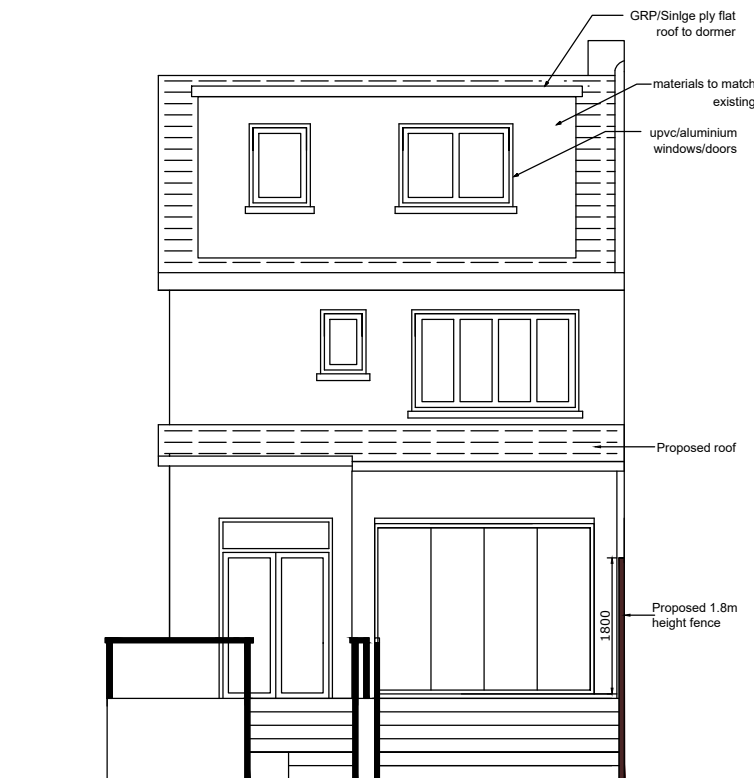 GRP/Sinlge ply flat
roof to dormer
materials to match
existing
upvc/aluminium
windows/doors
Proposed roof
1800
Proposed 1.8m
height fence